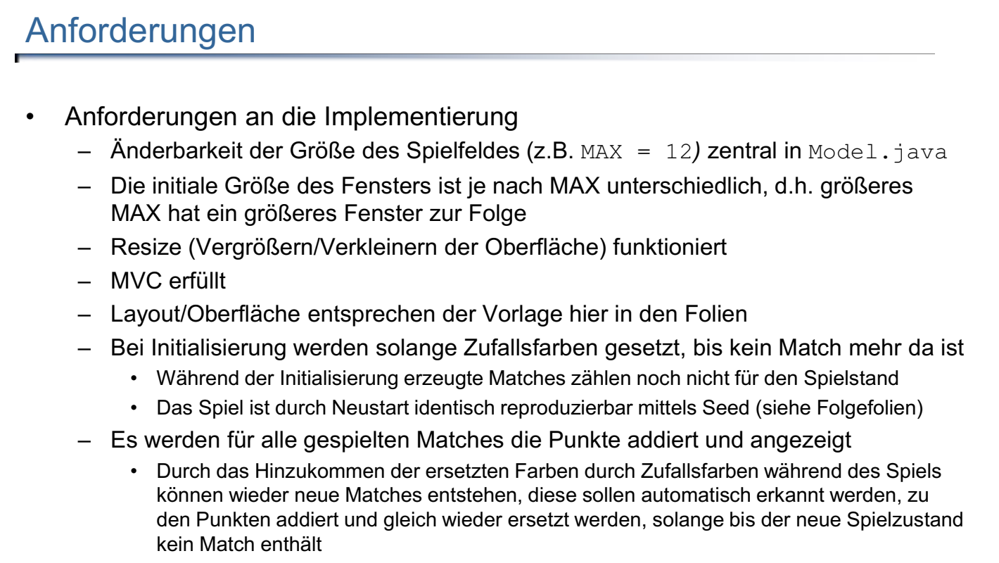 Anforderungen
• Anforderungen an die Implementierung
– Änderbarkeit der Größe des Spielfeldes (z.B. MAX = 12) zentral in Model.java
– Die initiale Größe des Fensters ist je nach MAX unterschiedlich, d.h. größeres
MAX hat ein größeres Fenster zur Folge
– Resize (Vergrößern/Verkleinern der Oberfläche) funktioniert
– MVC erfüllt
– Layout/Oberfläche entsprechen der Vorlage hier in den Folien
– Bei Initialisierung werden solange Zufallsfarben gesetzt, bis kein Match mehr da ist
• Während der Initialisierung erzeugte Matches zählen noch nicht für den Spielstand
• Das Spiel ist durch Neustart identisch reproduzierbar mittels Seed (siehe Folgefolien)
– Es werden für alle gespielten Matches die Punkte addiert und angezeigt
• Durch das Hinzukommen der ersetzten Farben durch Zufallsfarben während des Spiels
können wieder neue Matches entstehen, diese sollen automatisch erkannt werden, zu
den Punkten addiert und gleich wieder ersetzt werden, solange bis der neue Spielzustand
kein Match enthält